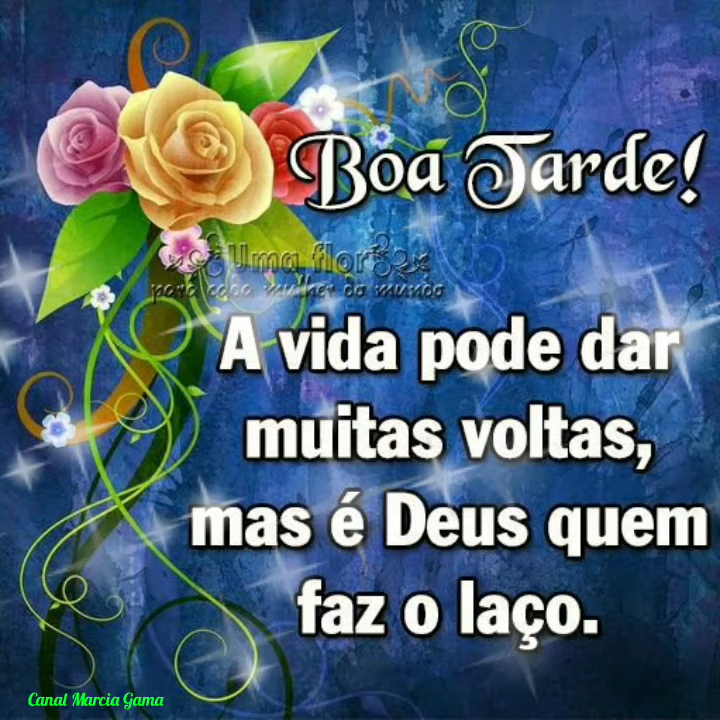 Boa Tarde!
Uma flor
para cada mulher do mundo
A vida pode dar
muitas voltas,
mas é Deus quem
faz o laço.
Canal Marcia Gama